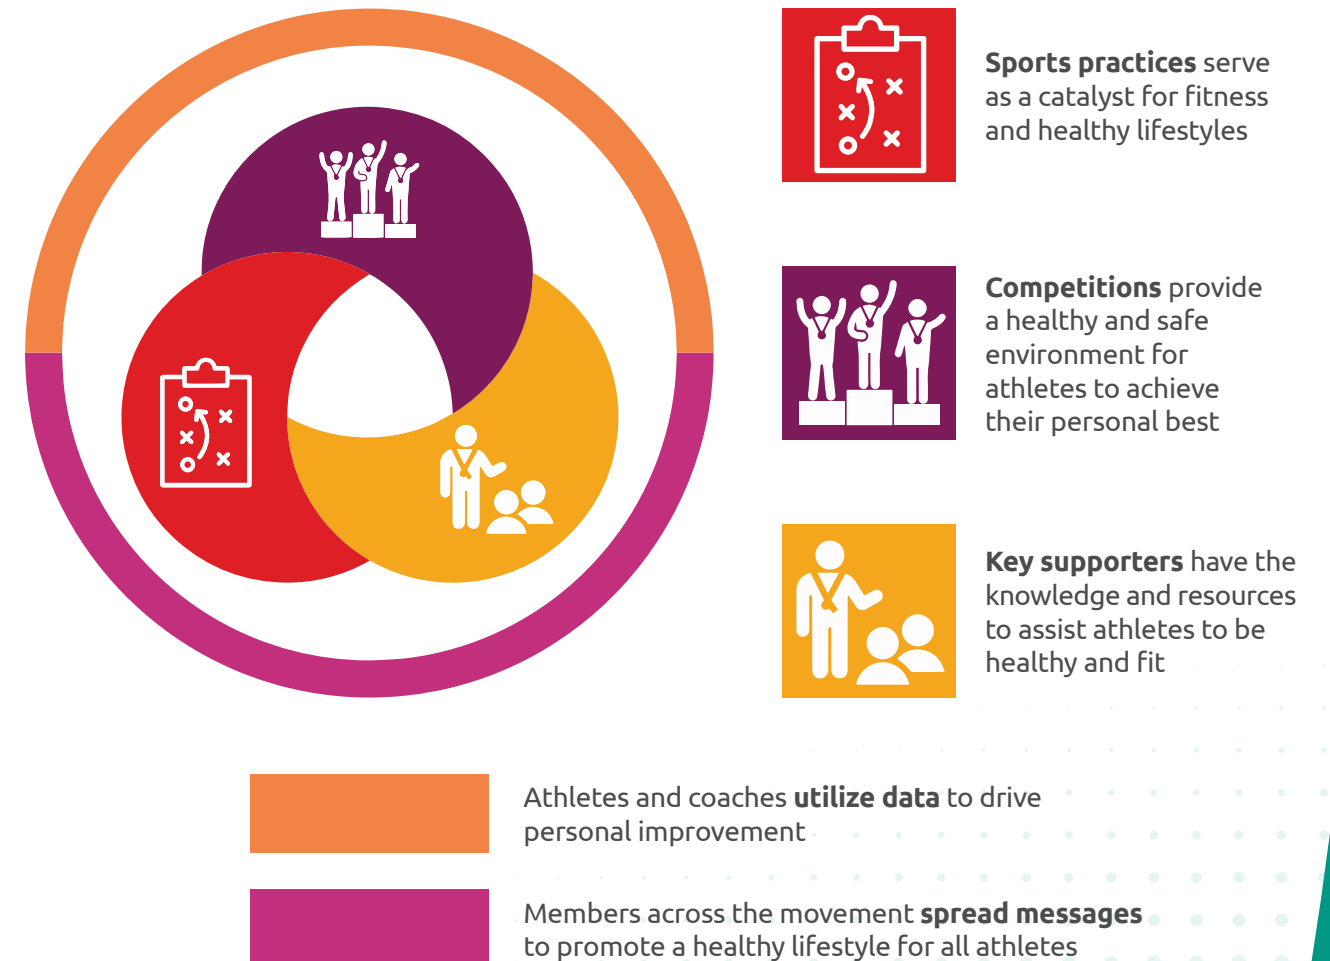 Sports practices serve
as a catalyst for fitness
and healthy lifestyles
Competitions provide
a healthy and safe
environment for
athletes to achieve
their personal best
Key supporters have the
knowledge and resources
to assist athletes to be
healthy and fit
Athletes and coaches utilize data to drive
personal improvement
Members across the movement spread messages
to promote a healthy lifestyle for all athletes